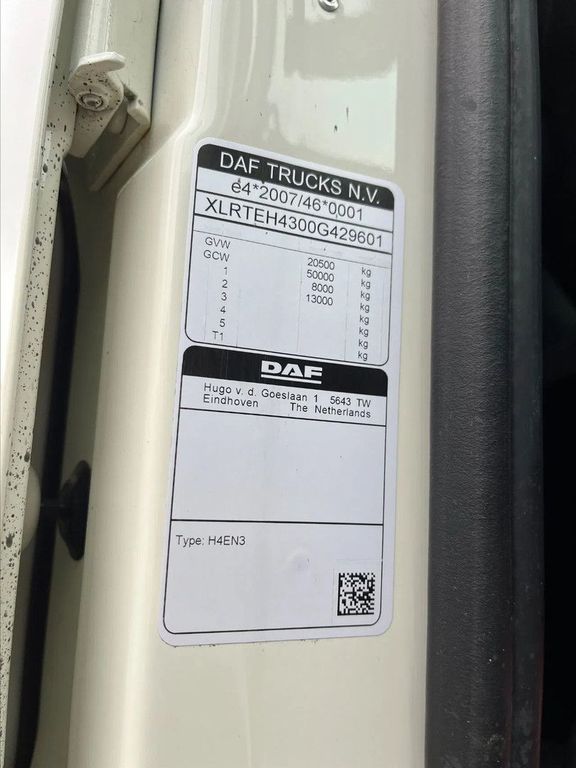 DAF TRUCKS N.V.
e4*2007/46*0001
XLRTEH4300G429601
GVW 20500 kg
GCW 50000 kg
1 8000 kg
2 13000 kg
3 kg
4 kg
5 kg
T1 kg
DAF
Hugo v. d. Goeslaan 1 5643 TW
Eindhoven The Netherlands
Type: H4EN3